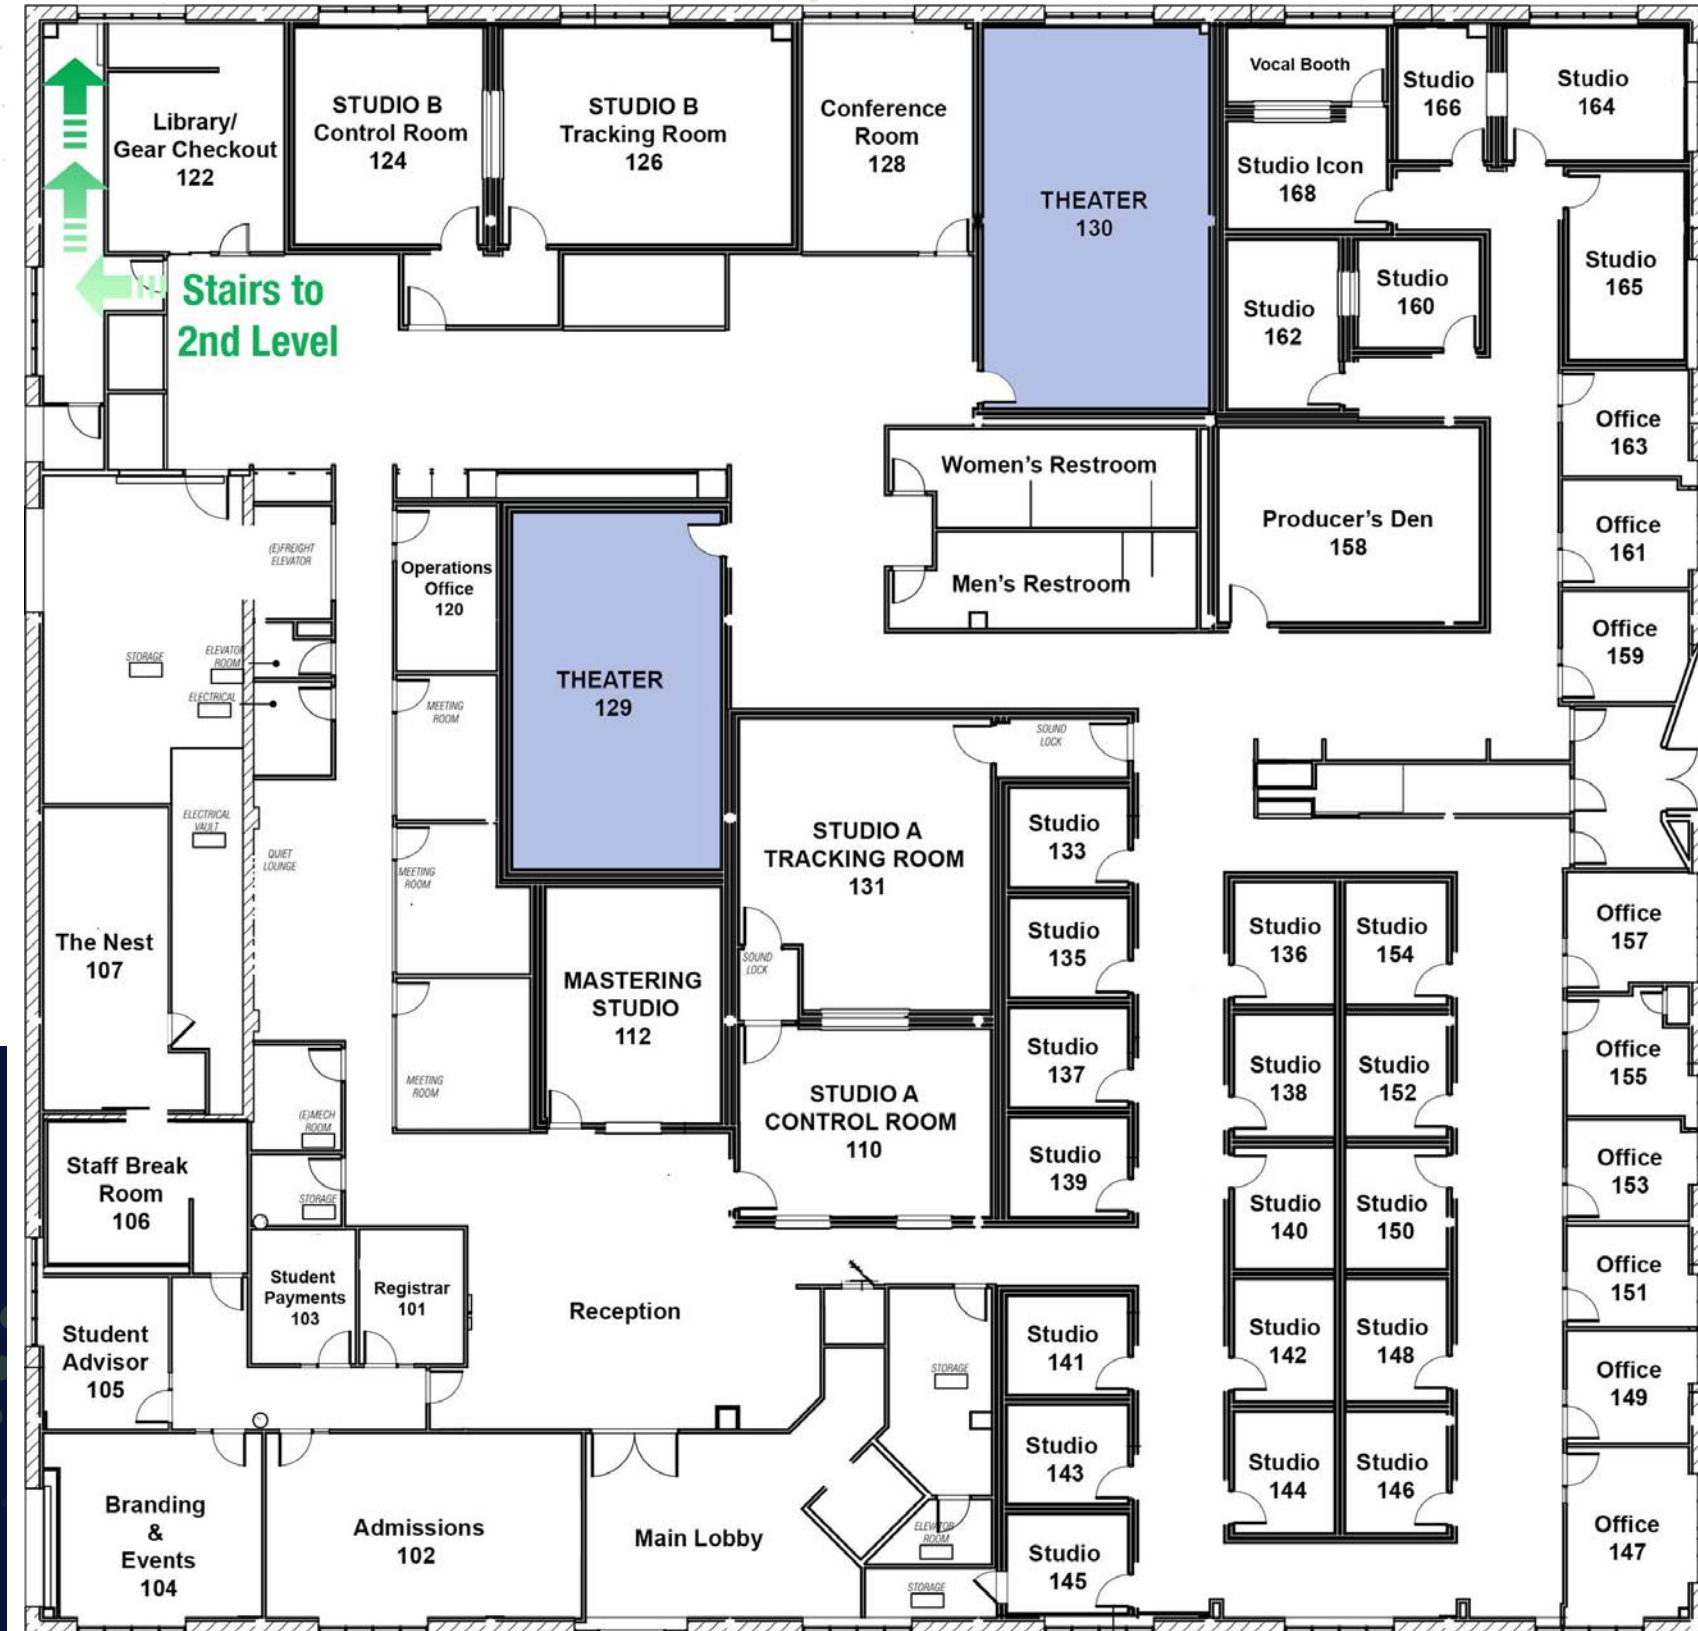 Library/
Gear Checkout
122
STUDIO B
Control Room
124
STUDIO B
Tracking Room
126
Conference
Room
128
THEATER
130
Vocal Booth
Studio
166
Studio
164
Studio Icon
168
Studio
165
Studio
162
Studio
160
Stairs to
2nd Level
Office
163
Women's Restroom
Men's Restroom
Producer's Den
158
Office
161
Office
159
(E)FREIGHT
ELEVATOR
Operations
Office
120
STORAGE
ELEVATOR
ROOM
ELECTRICAL
MEETING
ROOM
THEATER
129
SOUND
LOCK
ELECTRICAL
VAULT
QUIET
LOUNGE
MEETING
ROOM
STUDIO A
TRACKING ROOM
131
Studio
133
Studio
135
Studio
136
Studio
154
Office
157
The Nest
107
MASTERING
STUDIO
112
SOUND
LOCK
Studio
137
Studio
138
Studio
152
Office
155
MEETING
ROOM
(E)MECH
ROOM
STUDIO A
CONTROL ROOM
110
Studio
139
Studio
140
Studio
150
Office
153
Staff Break
Room
106
STORAGE
Student
Payments
103
Registrar
101
Reception
Office
151
Student
Advisor
105
STORAGE
Studio
141
Studio
142
Studio
148
Office
149
Studio
143
Studio
144
Studio
146
Branding
&
Events
104
Admissions
102
Main Lobby
ELEVATOR
ROOM
STORAGE
Studio
145
Office
147